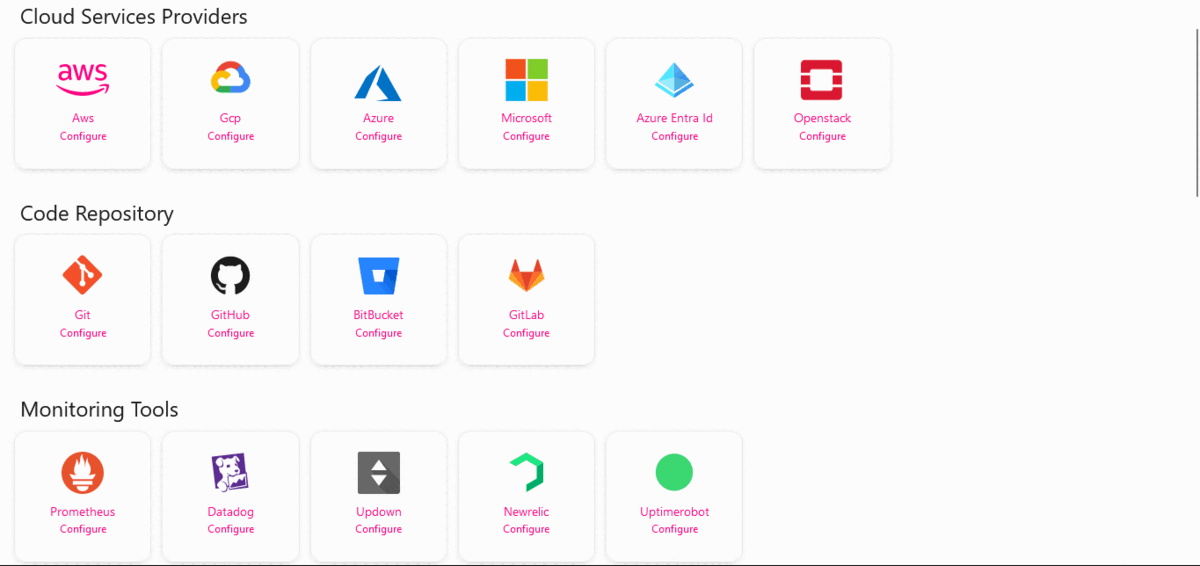 Cloud Services Providers
aws
Aws
Configure
Gcp
Configure
Azure
Configure
Microsoft
Configure
Azure Entra Id
Configure
Openstack
Configure
Code Repository
Git
Configure
GitHub
Configure
BitBucket
Configure
GitLab
Configure
Monitoring Tools
Prometheus
Configure
Datadog
Configure
Updown
Configure
Newrelic
Configure
Uptimerobot
Configure